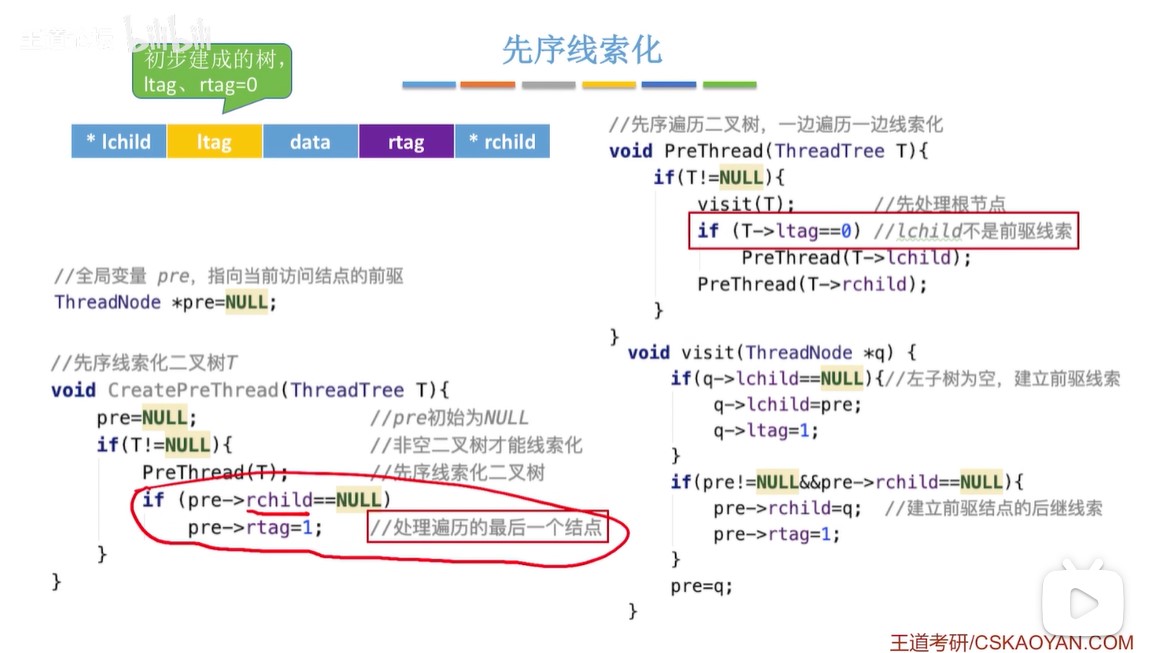 bilibili
先序线索化
初步建成的树，
ltag、rtag=0
* lchild ltag data rtag * rchild
//全局变量 pre，指向当前访问结点的前驱
ThreadNode *pre=NULL;
//先序线索化二叉树T
void CreatePreThread(ThreadTree T){
pre=NULL; //pre初始为NULL
if(T!=NULL){ //非空二叉树才能线索化
PreThread(T); //先序线索化二叉树
if (pre->rchild==NULL)
pre->rtag=1; //处理遍历的最后一个结点
}
}
//先序遍历二叉树，一边遍历一边线索化
void PreThread(ThreadTree T){
if(T!=NULL){
visit(T); //先处理根节点
if (T->ltag==0) //lchild不是前驱线索
PreThread(T->lchild);
PreThread(T->rchild);
}
}
void visit(ThreadNode *q) {
if(q->lchild==NULL){//左子树为空，建立前驱线索
q->lchild=pre;
q->ltag=1;
}
if(pre!=NULL&&pre->rchild==NULL){
pre->rchild=q; //建立前驱结点的后继线索
pre->rtag=1;
}
pre=q;
}
王道考研/CSKAOYAN.COM